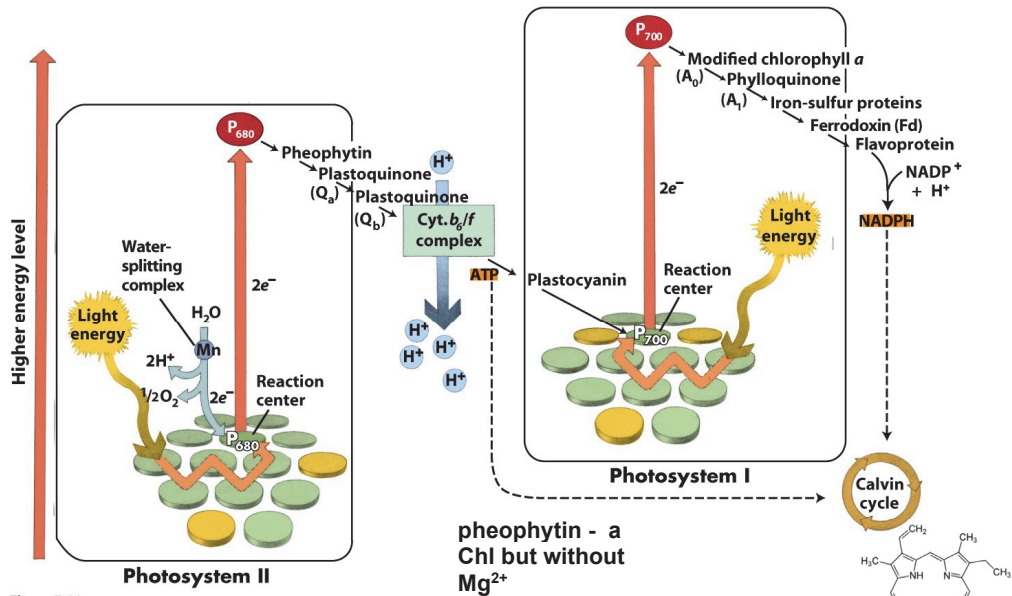 Higher energy level
P680
Pheophytin
Plastoquinone
(Qa)
Plastoquinone
(Qb)
Water-
splitting
complex
Light
energy
H2O
Mn
2H+
1/2O2
2e−
2e−
Reaction
center
P680
Photosystem II
H+
Cyt. b6/f
complex
ATP
H+
H+
H+
H+
Plastocyanin
P700
Modified chlorophyll a
(A0)
Phylloquinone
(A1)
Iron-sulfur proteins
Ferrodoxin (Fd)
Flavoprotein
NADP+
+ H+
NADPH
2e−
Light
energy
Reaction
center
P700
Photosystem I
Calvin
cycle
pheophytin - a
Chl but without
Mg2+
CH2
CH3
H3C
CH3
NH
N